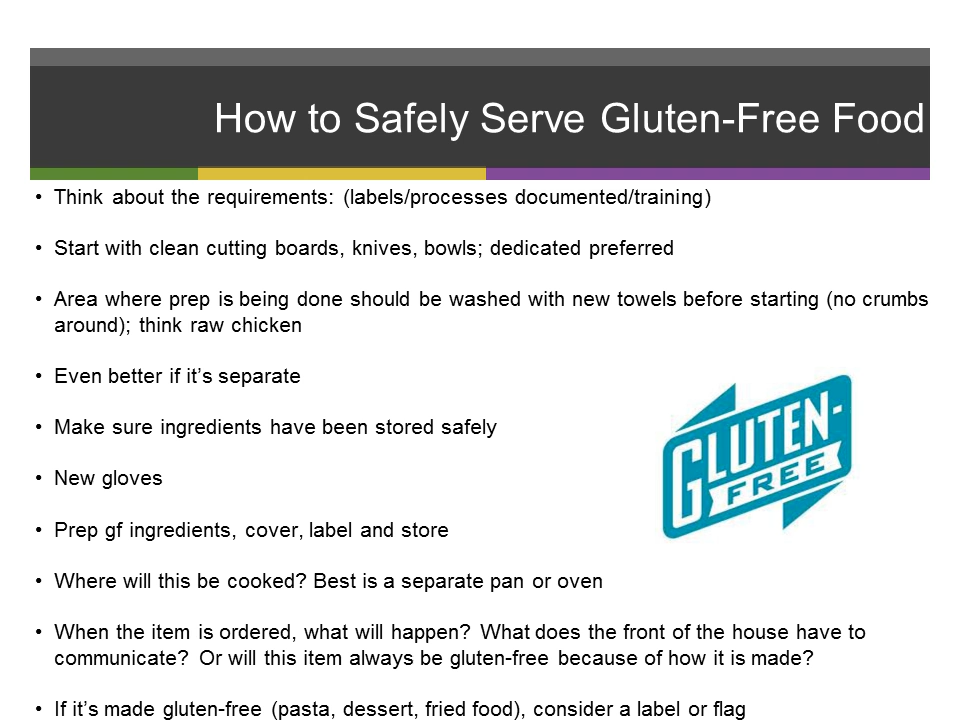 How to Safely Serve Gluten-Free Food
• Think about the requirements: (labels/processes documented/training)
• Start with clean cutting boards, knives, bowls; dedicated preferred
• Area where prep is being done should be washed with new towels before starting (no crumbs
around); think raw chicken
• Even better if it’s separate
• Make sure ingredients have been stored safely
GLUTEN-
FREE
• New gloves
• Prep gf ingredients, cover, label and store
• Where will this be cooked? Best is a separate pan or oven
• When the item is ordered, what will happen? What does the front of the house have to
communicate? Or will this item always be gluten-free because of how it is made?
• If it’s made gluten-free (pasta, dessert, fried food), consider a label or flag